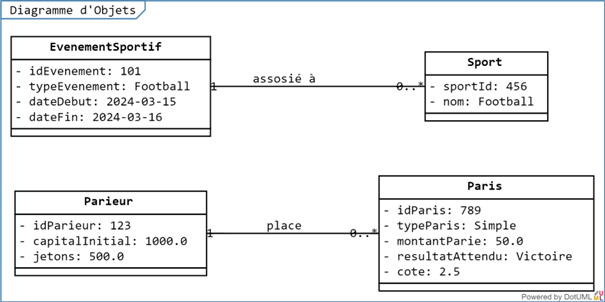 Diagramme d'Objets
EvenementSportif
- idEvenement: 101
- typeEvenement: Football
- dateDebut: 2024-03-15
- dateFin: 2024-03-16
1 assosié à 0..*
Sport
- sportId: 456
- nom: Football
Parieur
- idParieur: 123
- capitalInitial: 1000.0
- jetons: 500.0
1 place 0..*
Paris
- idParis: 789
- typeParis: Simple
- montantParie: 50.0
- resultatAttendu: Victoire
- cote: 2.5
Powered by DotUML